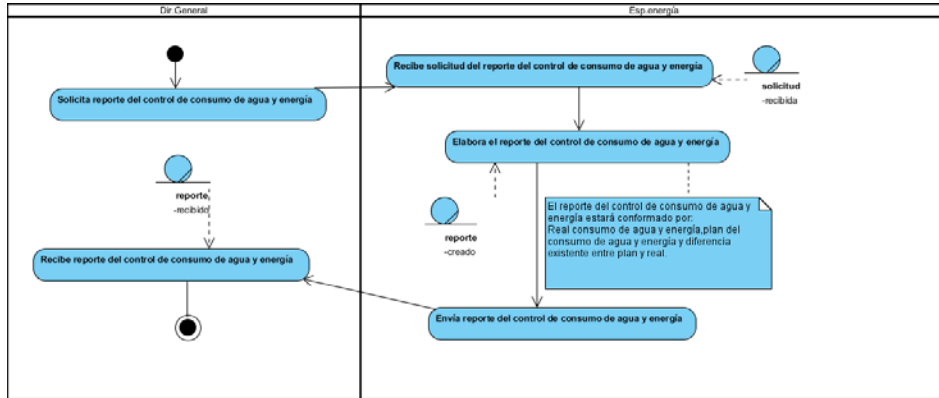 Dir.General
Esp.energía
Solicita reporte del control de consumo de agua y energía
Recibe solicitud del reporte del control de consumo de agua y energía
solicitud
-recibida
Elabora el reporte del control de consumo de agua y energía
reporte
-recibido
reporte
-creado
El reporte del control de consumo de agua y
energía estará conformado por:
Real consumo de agua y energía,plan del
consumo de agua y energía y diferencia
existente entre plan y real.
Recibe reporte del control de consumo de agua y energía
Envía reporte del control de consumo de agua y energía